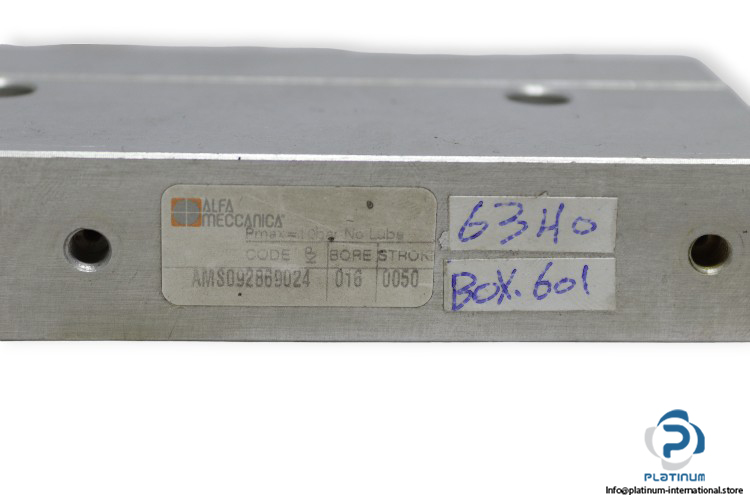 ALFA
MECCANICA
Pmax=10bar No Lube
CODE BORE STROKE
AMS092869024 016 0050
63H0
BOX.601
PLATINUM
Info@platinum-international.store